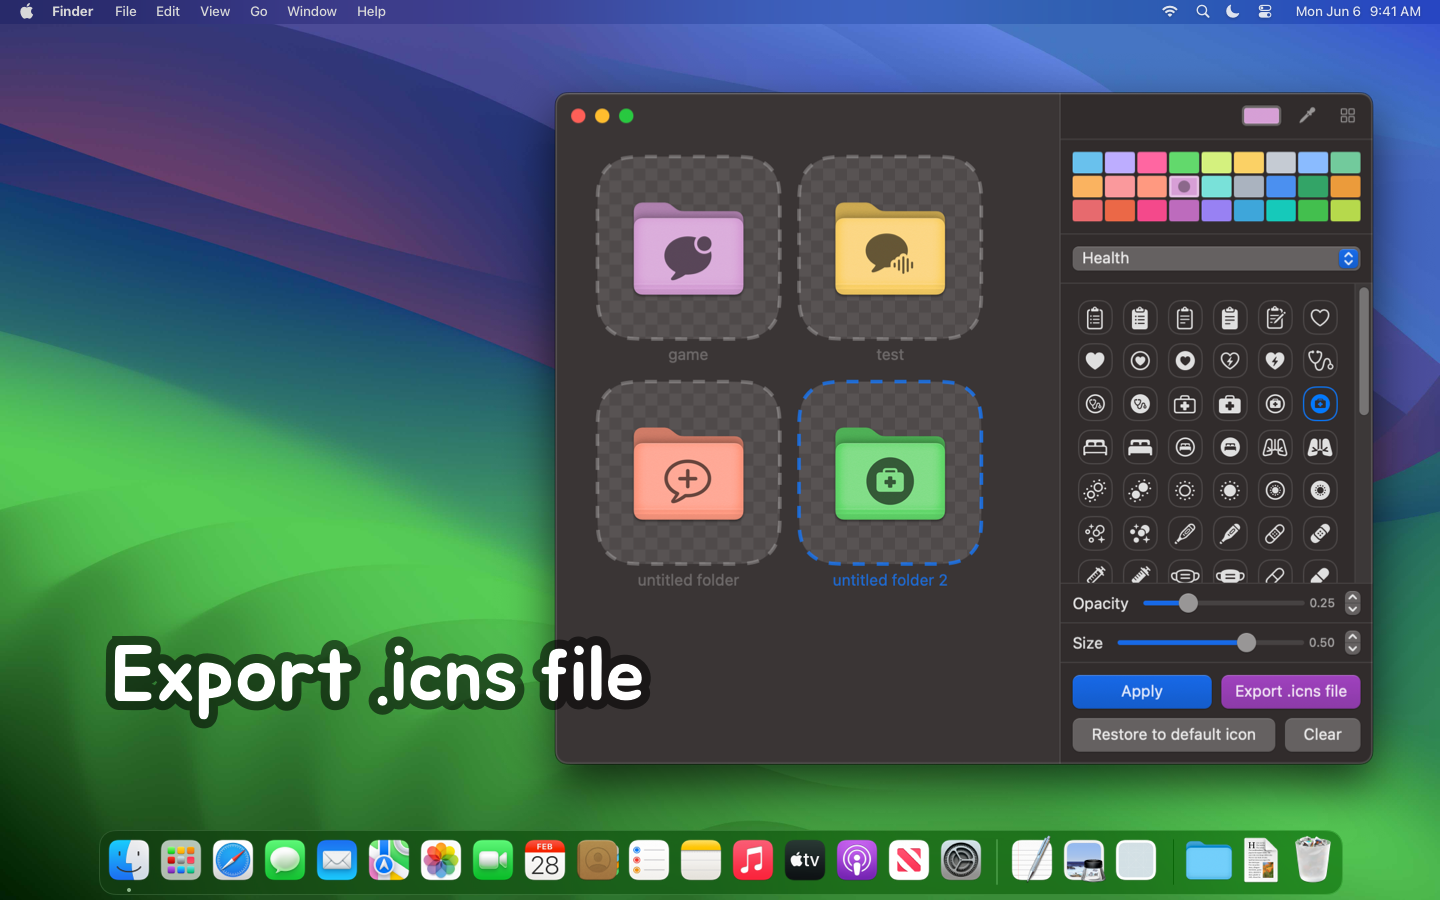 Finder File Edit View Go Window Help
Mon Jun 6 9:41 AM
game
test
untitled folder
untitled folder 2
Health
Opacity
0.25
Size
0.50
Apply
Export .icns file
Restore to default icon
Clear
Export .icns file
FEB
28
tv